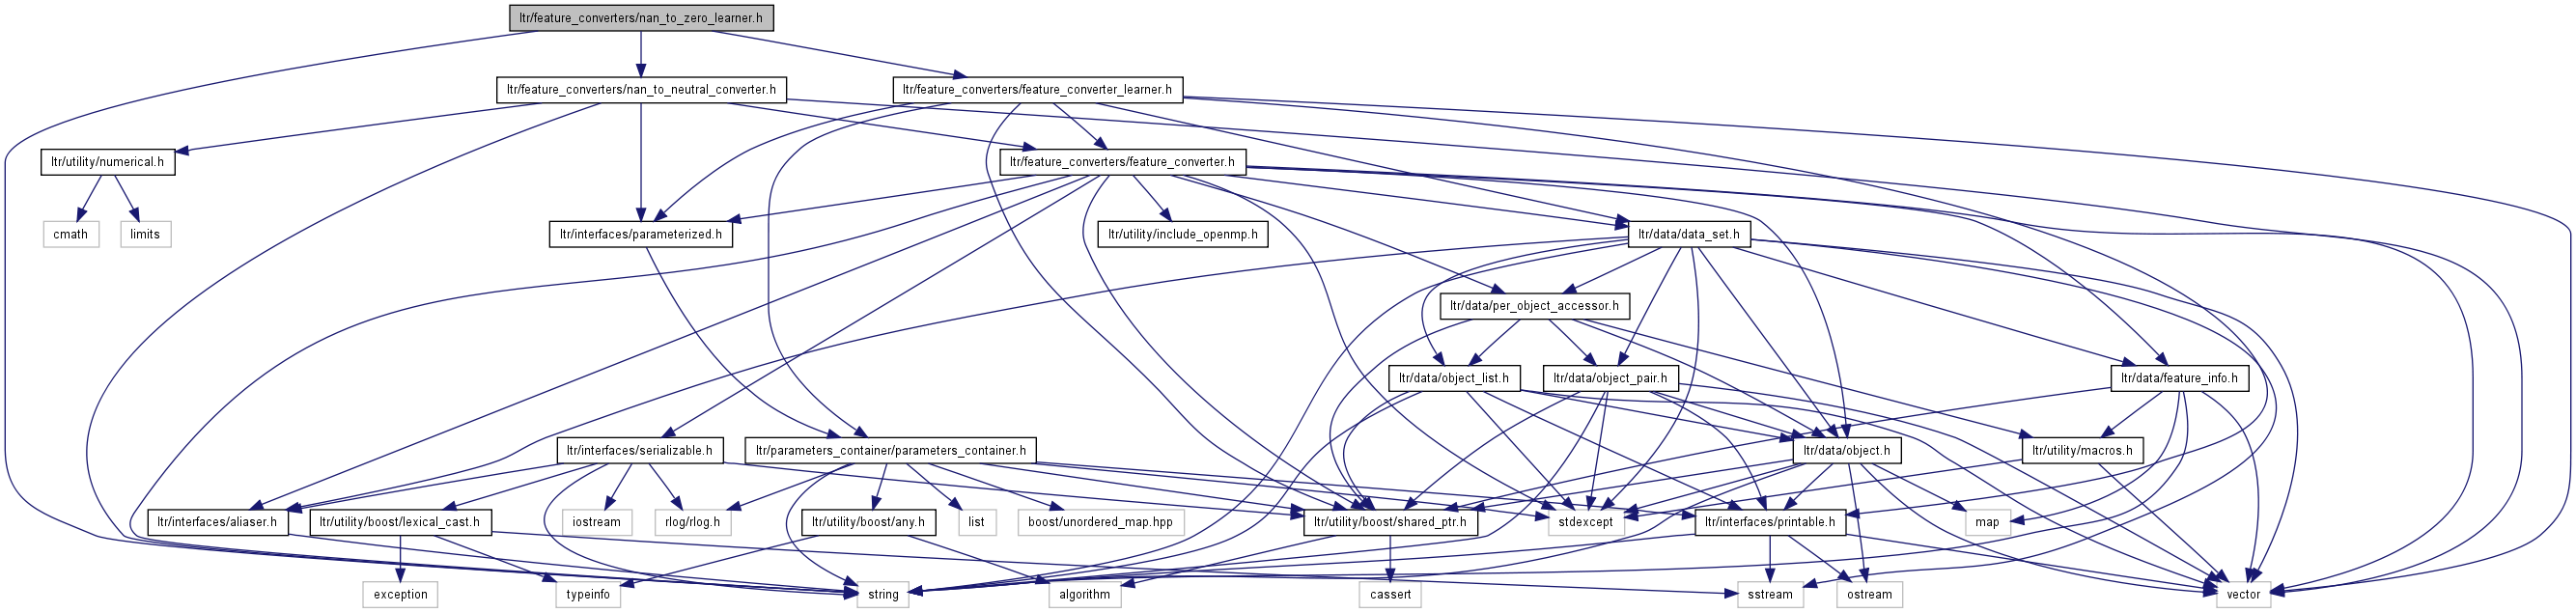 ltr/feature_converters/nan_to_zero_learner.h
ltr/feature_converters/nan_to_neutral_converter.h
ltr/feature_converters/feature_converter_learner.h
ltr/utility/numerical.h
ltr/feature_converters/feature_converter.h
cmath
limits
ltr/interfaces/parameterized.h
ltr/utility/include_openmp.h
ltr/data/data_set.h
ltr/data/per_object_accessor.h
ltr/data/object_list.h
ltr/data/object_pair.h
ltr/data/feature_info.h
ltr/interfaces/serializable.h
ltr/parameters_container/parameters_container.h
ltr/data/object.h
ltr/utility/macros.h
ltr/interfaces/aliaser.h
ltr/utility/boost/lexical_cast.h
iostream
rlog/rlog.h
ltr/utility/boost/any.h
list
boost/unordered_map.hpp
ltr/utility/boost/shared_ptr.h
stdexcept
ltr/interfaces/printable.h
map
exception
typeinfo
string
algorithm
cassert
sstream
ostream
vector